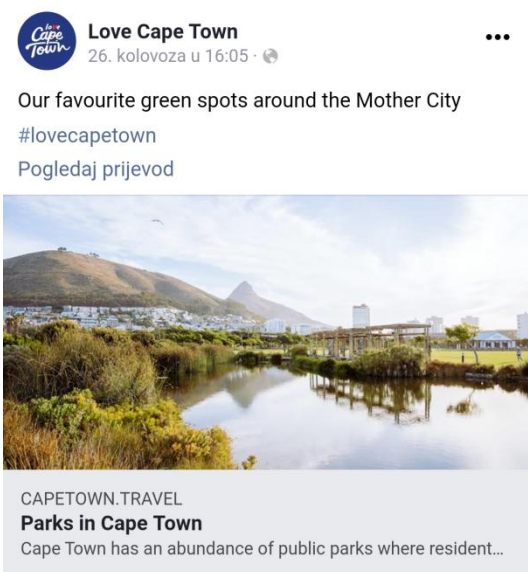 love
Cape
Town
Love Cape Town
26. kolovoza u 16:05 ·
Our favourite green spots around the Mother City
#lovecapetown
Pogledaj prijevod
CAPETOWN.TRAVEL
Parks in Cape Town
Cape Town has an abundance of public parks where resident...